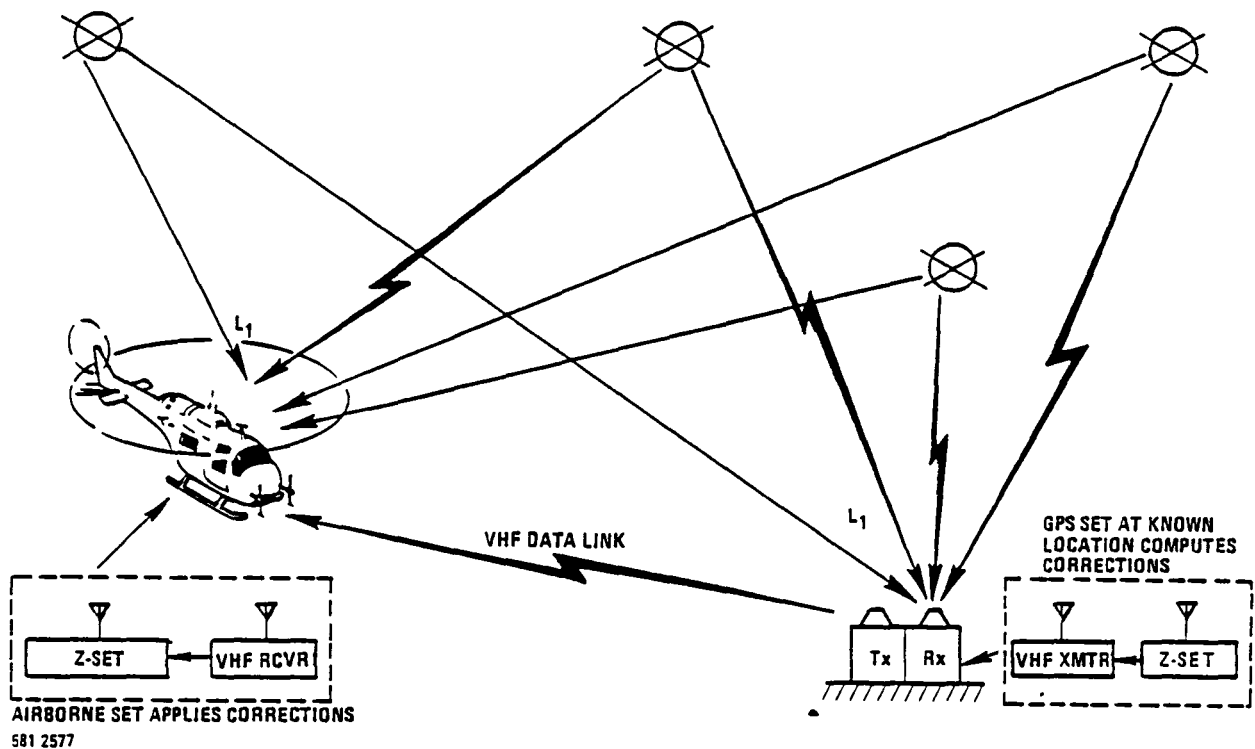 L1
VHF DATA LINK
L1
GPS SET AT KNOWN
LOCATION COMPUTES
CORRECTIONS
Z-SET
VHF RCVR
Tx
Rx
VHF XMTR
Z-SET
AIRBORNE SET APPLIES CORRECTIONS
581 2577